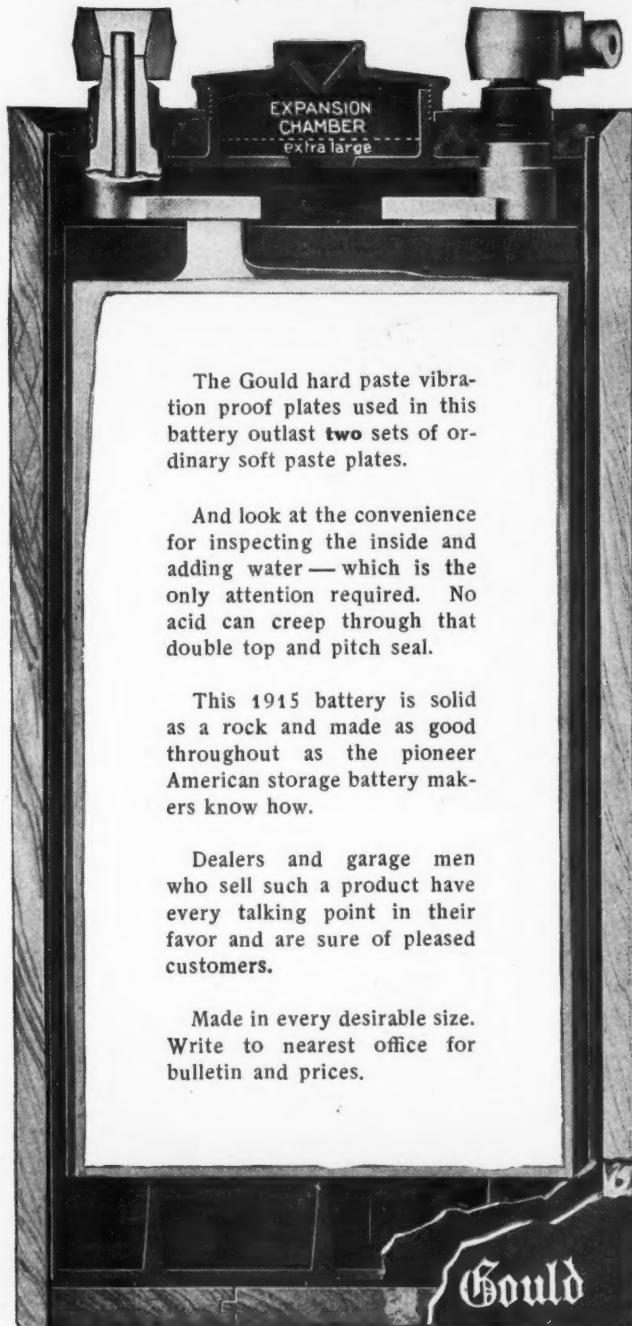 EXPANSION
CHAMBER
extra large
The Gould hard paste vibra-
tion proof plates used in this
battery outlast two sets of or-
dinary soft paste plates.
And look at the convenience
for inspecting the inside and
adding water — which is the
only attention required. No
acid can creep through that
double top and pitch seal.
This 1915 battery is solid
as a rock and made as good
throughout as the pioneer
American storage battery mak-
ers know how.
Dealers and garage men
who sell such a product have
every talking point in their
favor and are sure of pleased
customers.
Made in every desirable size.
Write to nearest office for
bulletin and prices.
Gould